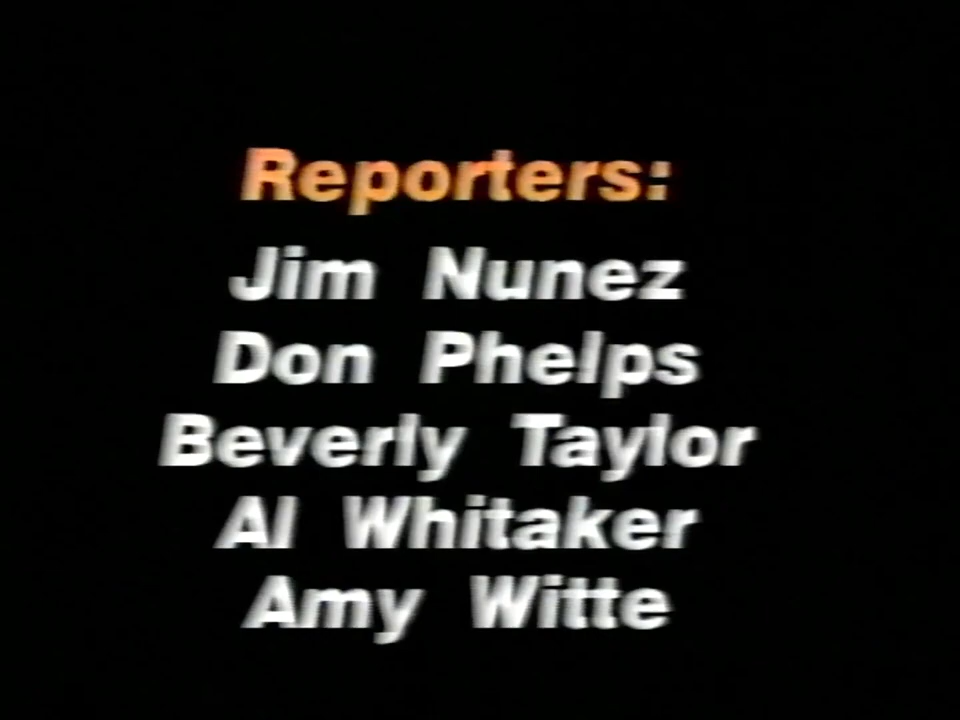 Reporters:
Jim Nunez
Don Phelps
Beverly Taylor
Al Whitaker
Amy Witte